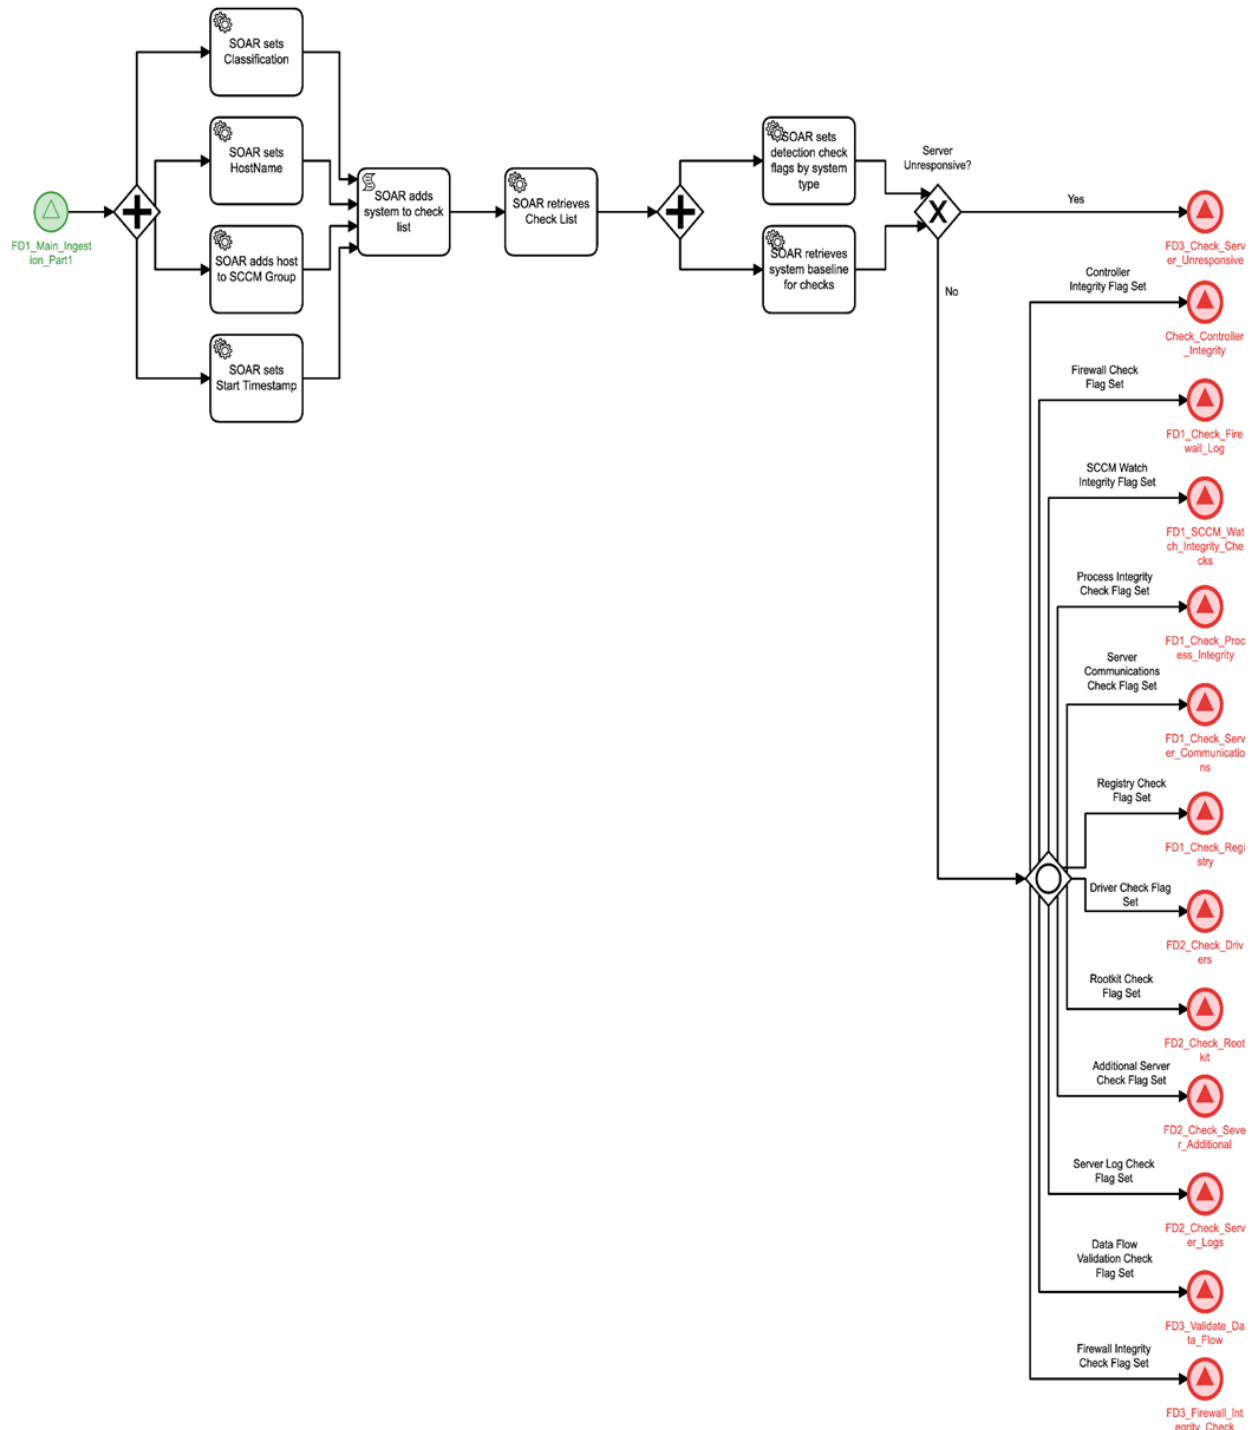 SOAR sets
Classification
SOAR sets
HostName
SOAR adds host
to SCCM Group
SOAR sets
Start Timestamp
FD1_Main_Ingest
ion_Part1
SOAR adds
system to check
list
SOAR retrieves
Check List
SOAR sets
detection check
flags by system
type
SOAR retrieves
system baseline
for checks
Server
Unresponsive?
Yes
No
FD3_Check_Serv
er_Unresponsive
Controller
Integrity Flag Set
Check_Controller
_Integrity
Firewall Check
Flag Set
FD1_Check_Fire
wall_Log
SCCM Watch
Integrity Flag Set
FD1_SCCM_Wat
ch_Integrity_Che
cks
Process Integrity
Check Flag Set
FD1_Check_Proc
ess_Integrity
Server
Communications
Check Flag Set
FD1_Check_Serv
er_Communicatio
ns
Registry Check
Flag Set
FD1_Check_Regi
stry
Driver Check Flag
Set
FD2_Check_Driv
ers
Rootkit Check
Flag Set
FD2_Check_Root
kit
Additional Server
Check Flag Set
FD2_Check_Seve
r_Additional
Server Log Check
Flag Set
FD2_Check_Serv
er_Logs
Data Flow
Validation Check
Flag Set
FD3_Validate_Da
ta_Flow
Firewall Integrity
Check Flag Set
FD3_Firewall_Int
egrity_Check